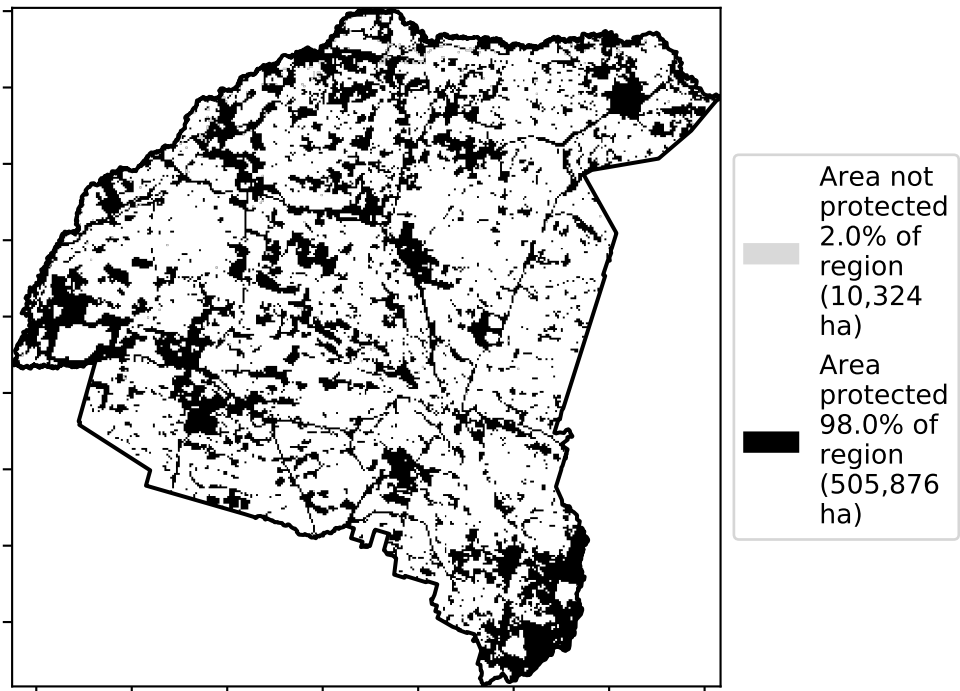 Area not
protected
2.0% of
region
(10,324
ha)
Area
protected
98.0% of
region
(505,876
ha)